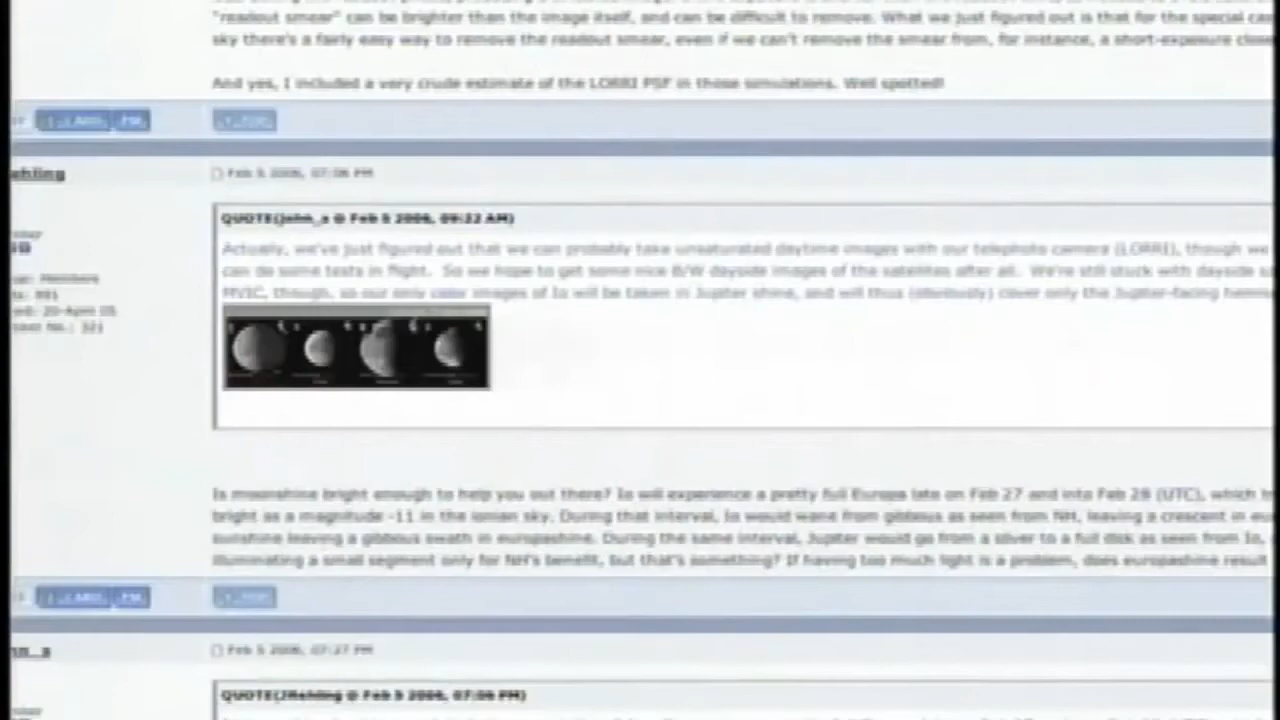 "readout smear" can be brighter than the image itself, and can be difficult to remove. What we just figured out is that for the special
sky there's a fairly easy way to remove the readout smear, even if we can't remove the smear from, for instance, a short-exposure
And yes, I included a very crude estimate of the LORRI PSF in those simulations. Well spotted!
ehling
Feb 5 2006, 07:06 PM
QUOTE(john_s @ Feb 5 2006, 09:22 AM)
Actually, we've just figured out that we can probably take unsaturated daytime images with our telephoto camera (LORRI), though we
can do some tests in flight. So we hope to get some nice B/W dayside images of the satellites after all. We're still stuck with dayside
MVIC, though, so our only color images of Io will be taken in Jupiter shine, and will thus (obviously) cover only the Jupiter-facing
Is moonshine bright enough to help you out there? Io will experience a pretty full Europa late on Feb 27 and into Feb 28 (UTC), which
bright as a magnitude -11 in the ionian sky. During that interval, Io would wane from gibbous as seen from NH, leaving a crescent in
sunshine leaving a gibbous swath in europashine. During the same interval, Jupiter would go from a sliver to a full disk as seen from Io,
illuminating a small segment only for NH's benefit, but that's something? If having too much light is a problem, does europashine result
hn_s
Feb 5 2006, 07:27 PM
QUOTE(JRehling @ Feb 5 2006, 07:06 PM)